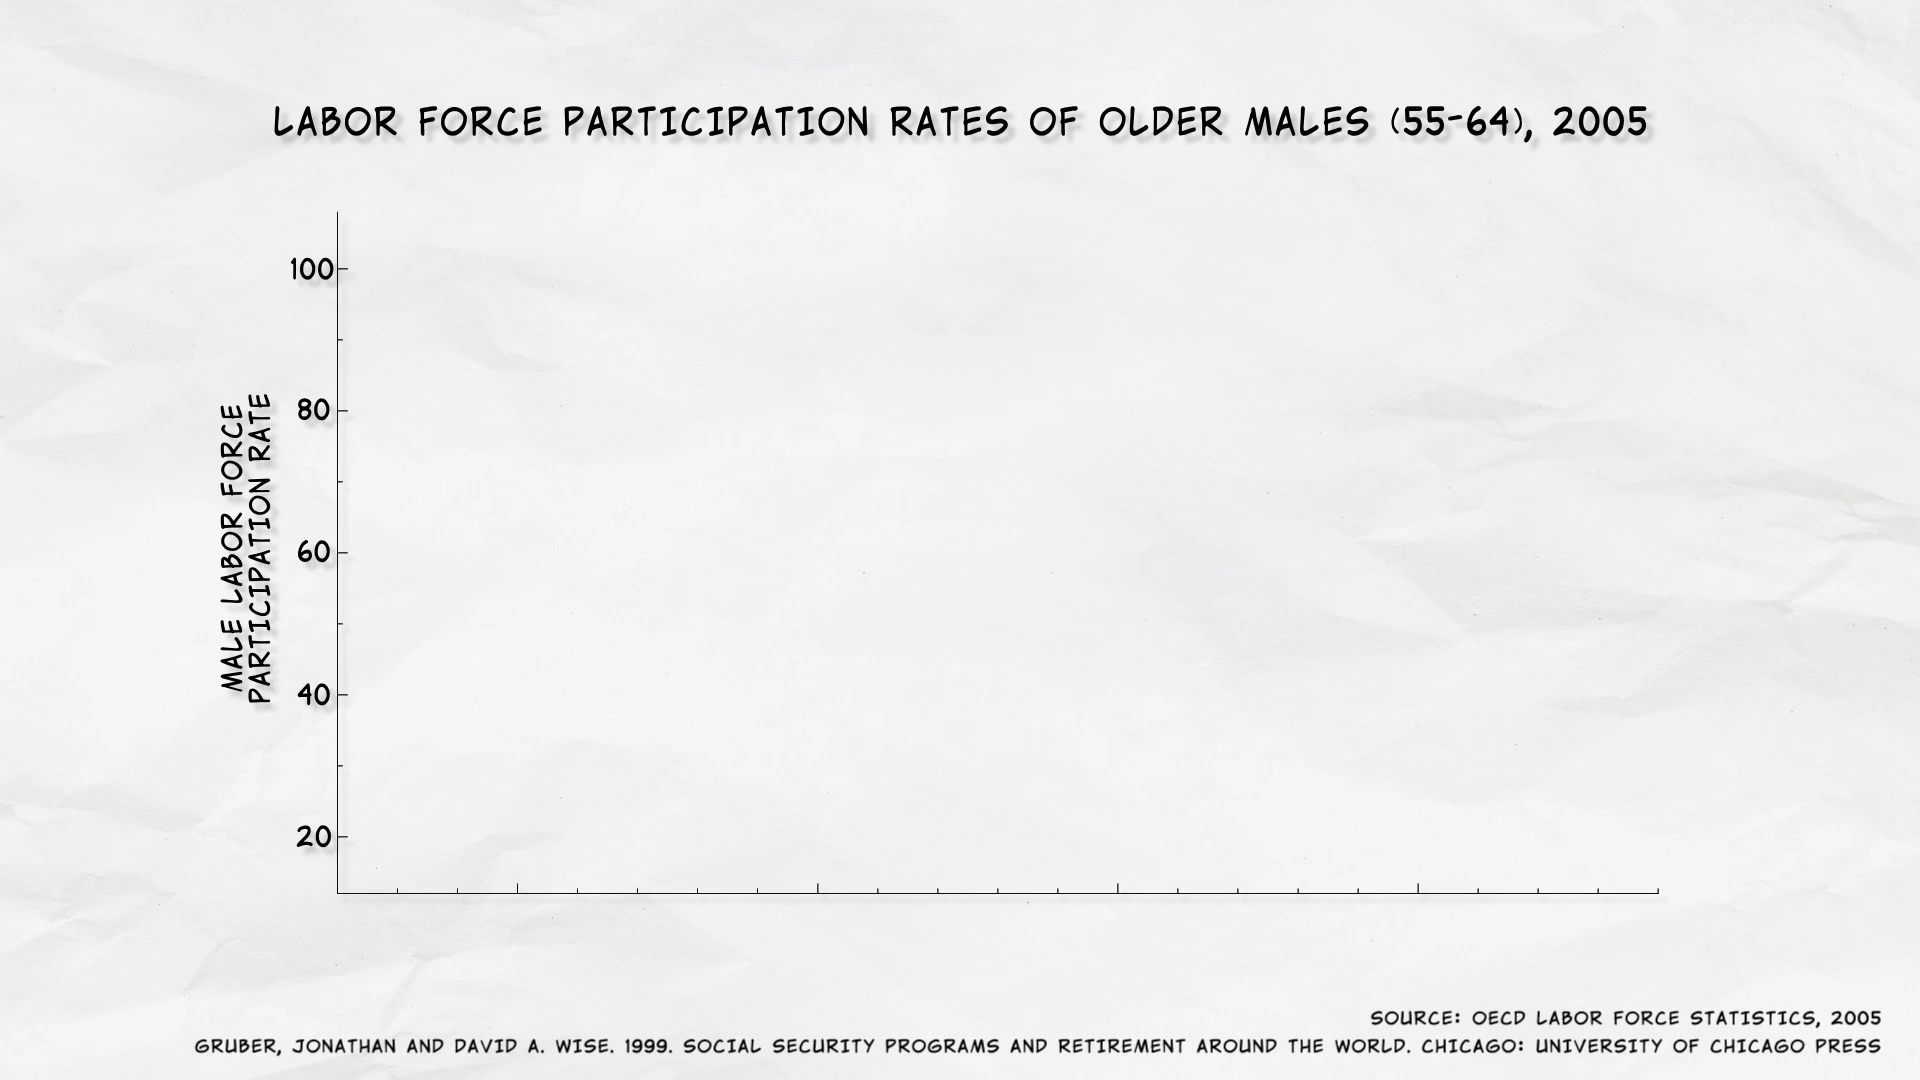 LABOR FORCE PARTICIPATION RATES OF OLDER MALES (55-64), 2005
MALE LABOR FORCE
PARTICIPATION RATE
100
80
60
40
20
SOURCE: OECD LABOR FORCE STATISTICS, 2005
GRUBER, JONATHAN AND DAVID A. WISE. 1999. SOCIAL SECURITY PROGRAMS AND RETIREMENT AROUND THE WORLD. CHICAGO: UNIVERSITY OF CHICAGO PRESS